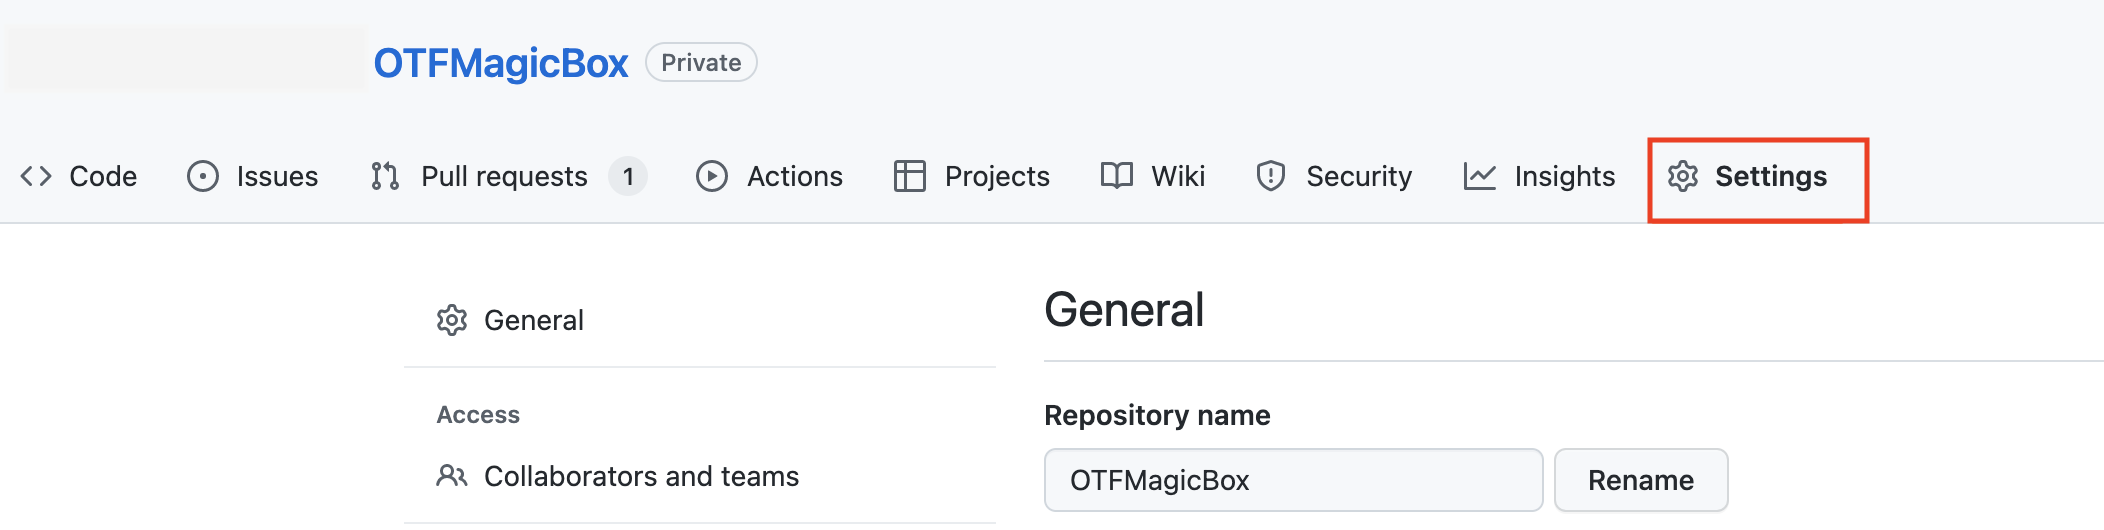 OTFMagicBox Private
Code Issues Pull requests 1 Actions Projects Wiki Security Insights Settings
General
Access
Collaborators and teams
General
Repository name
OTFMagicBox Rename